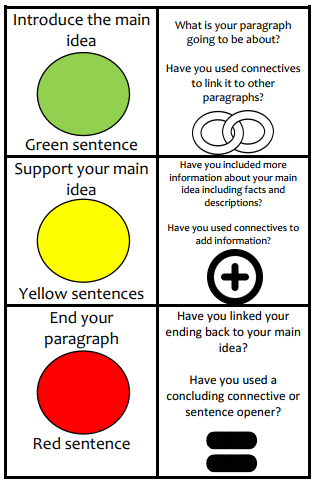 Introduce the main
idea
Green sentence
What is your paragraph
going to be about?
Have you used connectives
to link it to other
paragraphs?
Support your main
idea
Yellow sentences
Have you included more
information about your main
idea including facts and
descriptions?
Have you used connectives to
add information?
End your
paragraph
Red sentence
Have you linked your
ending back to your main
idea?
Have you used a
concluding connective or
sentence opener?